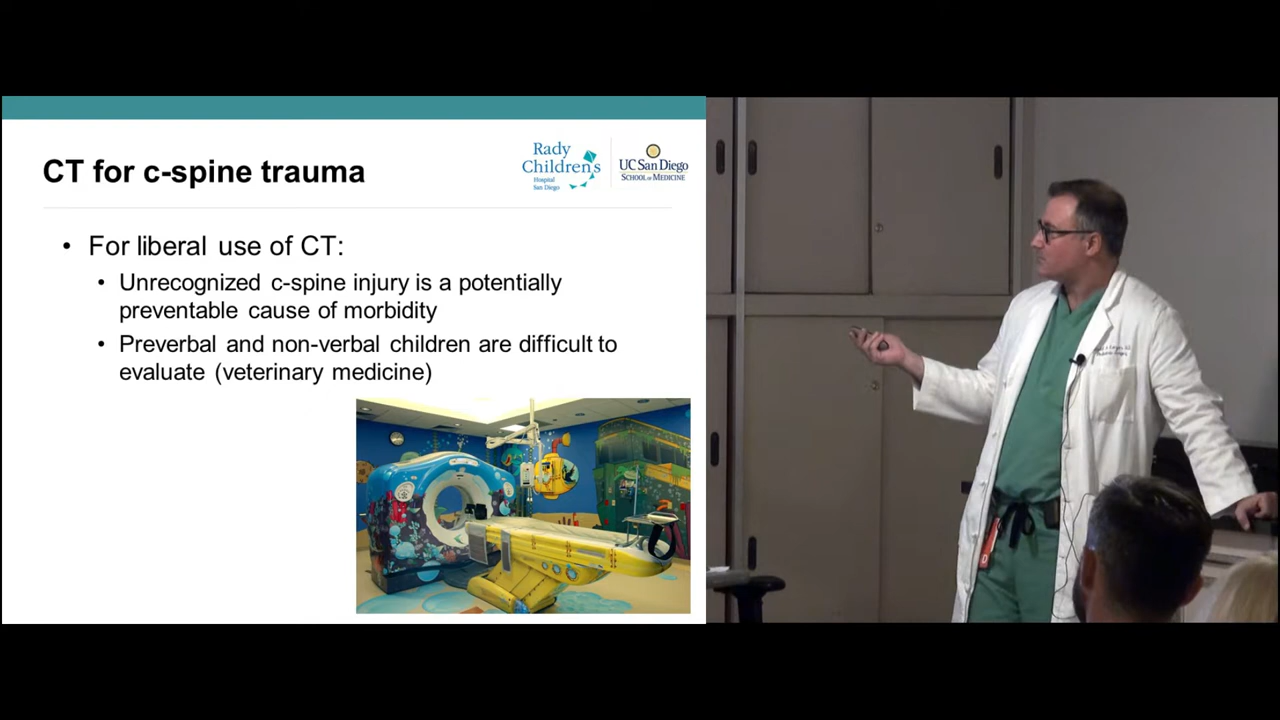 CT for c-spine trauma
Rady
Children's
Hospital
San Diego
UC San Diego
SCHOOL OF MEDICINE
• For liberal use of CT:
• Unrecognized c-spine injury is a potentially
preventable cause of morbidity
• Preverbal and non-verbal children are difficult to
evaluate (veterinary medicine)